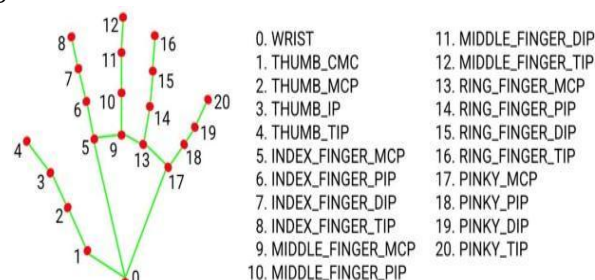 12
8
16
11
7
15
20
6
10
14
19
4
5
9
13
18
3
17
2
1
0
0. WRIST
1. THUMB_CMC
2. THUMB_MCP
3. THUMB_IP
4. THUMB_TIP
5. INDEX_FINGER_MCP
6. INDEX_FINGER_PIP
7. INDEX_FINGER_DIP
8. INDEX_FINGER_TIP
9. MIDDLE_FINGER_MCP
10. MIDDLE_FINGER_PIP
11. MIDDLE_FINGER_DIP
12. MIDDLE_FINGER_TIP
13. RING_FINGER_MCP
14. RING_FINGER_PIP
15. RING_FINGER_DIP
16. RING_FINGER_TIP
17. PINKY_MCP
18. PINKY_PIP
19. PINKY_DIP
20. PINKY_TIP